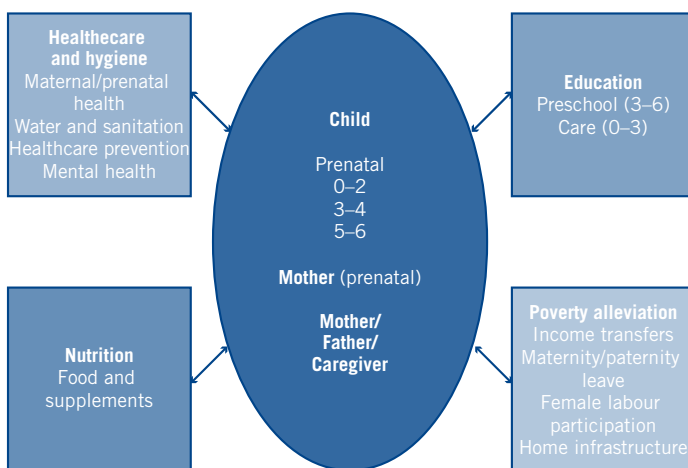 Healthecare
and hygiene
Maternal/prenatal
health
Water and sanitation
Healthcare prevention
Mental health
Child
Prenatal
0–2
3–4
5–6
Mother (prenatal)
Mother/
Father/
Caregiver
Education
Preschool (3–6)
Care (0–3)
Nutrition
Food and
supplements
Poverty alleviation
Income transfers
Maternity/paternity
leave
Female labour
participation
Home infrastructure